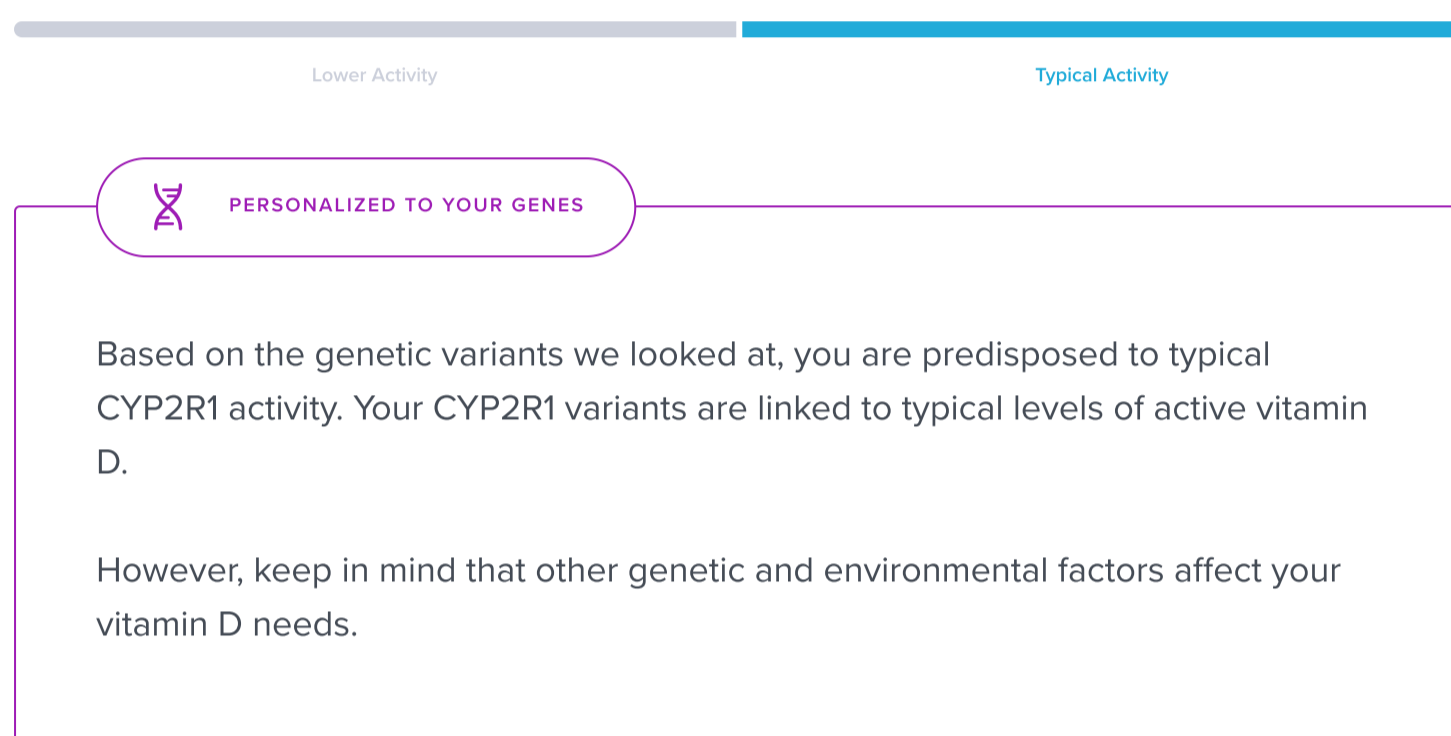 Lower Activity
Typical Activity
PERSONALIZED TO YOUR GENES
Based on the genetic variants we looked at, you are predisposed to typical
CYP2R1 activity. Your CYP2R1 variants are linked to typical levels of active vitamin
D.
However, keep in mind that other genetic and environmental factors affect your
vitamin D needs.